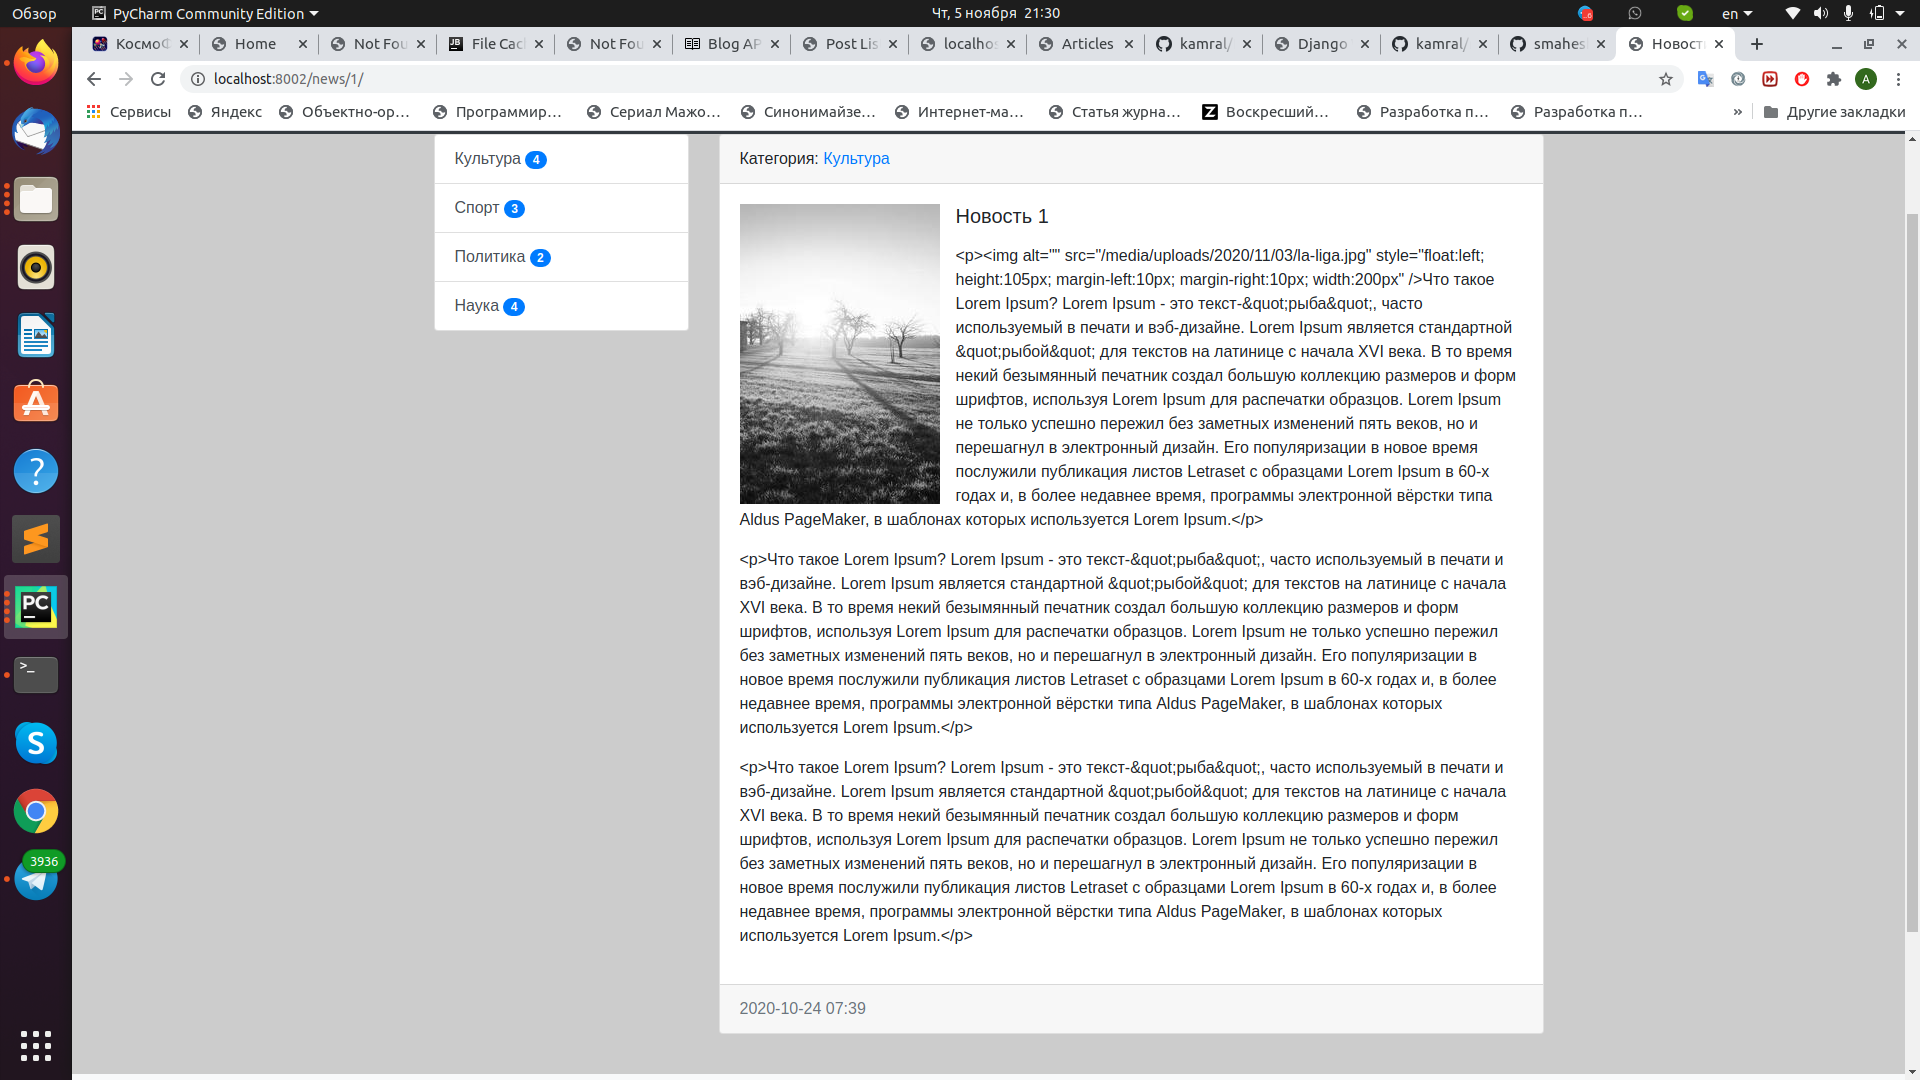 Обзор
PyCharm Community Edition
Чт, 5 ноября 21:30
en
Home
Not Fou
File Cac
Not Fou
Blog AP
Post Lis
localhos
Articles
kamral/
Django
kamral/
smahes
Новост
localhost:8002/news/1/
A
Сервисы
Яндекс
Объектно-ор...
Программир...
Сериал Мажо...
Синонимайзе...
Интернет-ма...
Статья журна...
Воскресший...
Разработка п...
Разработка п...
»
Другие закладки
Культура 4
Спорт 3
Политика 2
Наука 4
Категория: Культура
Новость 1
<p><img alt="" src="/media/uploads/2020/11/03/la-liga.jpg" style="float:left;
height:105px; margin-left:10px; margin-right:10px; width:200px" />Что такое
Lorem Ipsum? Lorem Ipsum - это текст-&quot;рыба&quot;, часто
используемый в печати и вэб-дизайне. Lorem Ipsum является стандартной
&quot;рыбой&quot; для текстов на латинице с начала XVI века. В то время
некий безымянный печатник создал большую коллекцию размеров и форм
шрифтов, используя Lorem Ipsum для распечатки образцов. Lorem Ipsum
не только успешно пережил без заметных изменений пять веков, но и
перешагнул в электронный дизайн. Его популяризации в новое время
послужили публикация листов Letraset с образцами Lorem Ipsum в 60-х
годах и, в более недавнее время, программы электронной вёрстки типа
Aldus PageMaker, в шаблонах которых используется Lorem Ipsum.</p>
<p>Что такое Lorem Ipsum? Lorem Ipsum - это текст-&quot;рыба&quot;, часто используемый в печати и
вэб-дизайне. Lorem Ipsum является стандартной &quot;рыбой&quot; для текстов на латинице с начала
XVI века. В то время некий безымянный печатник создал большую коллекцию размеров и форм
шрифтов, используя Lorem Ipsum для распечатки образцов. Lorem Ipsum не только успешно пережил
без заметных изменений пять веков, но и перешагнул в электронный дизайн. Его популяризации в
новое время послужили публикация листов Letraset с образцами Lorem Ipsum в 60-х годах и, в более
недавнее время, программы электронной вёрстки типа Aldus PageMaker, в шаблонах которых
используется Lorem Ipsum.</p>
<p>Что такое Lorem Ipsum? Lorem Ipsum - это текст-&quot;рыба&quot;, часто используемый в печати и
вэб-дизайне. Lorem Ipsum является стандартной &quot;рыбой&quot; для текстов на латинице с начала
XVI века. В то время некий безымянный печатник создал большую коллекцию размеров и форм
шрифтов, используя Lorem Ipsum для распечатки образцов. Lorem Ipsum не только успешно пережил
без заметных изменений пять веков, но и перешагнул в электронный дизайн. Его популяризации в
новое время послужили публикация листов Letraset с образцами Lorem Ipsum в 60-х годах и, в более
недавнее время, программы электронной вёрстки типа Aldus PageMaker, в шаблонах которых
используется Lorem Ipsum.</p>
2020-10-24 07:39
3936